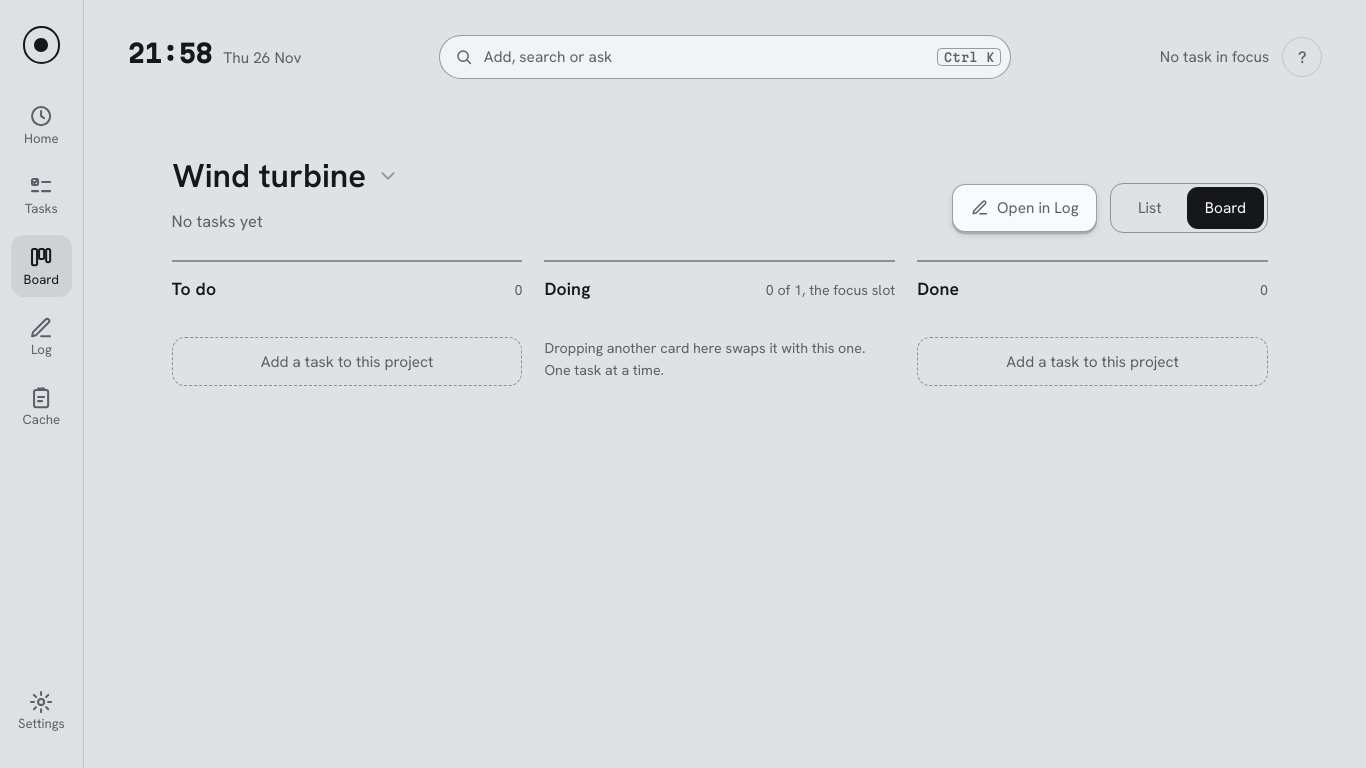 21:58 Thu 26 Nov
Add, search or ask
Ctrl K
No task in focus
?
Home
Tasks
Board
Log
Cache
Settings
Wind turbine
No tasks yet
Open in Log
List
Board
To do
0
Doing
0 of 1, the focus slot
Done
0
Add a task to this project
Dropping another card here swaps it with this one.
One task at a time.
Add a task to this project